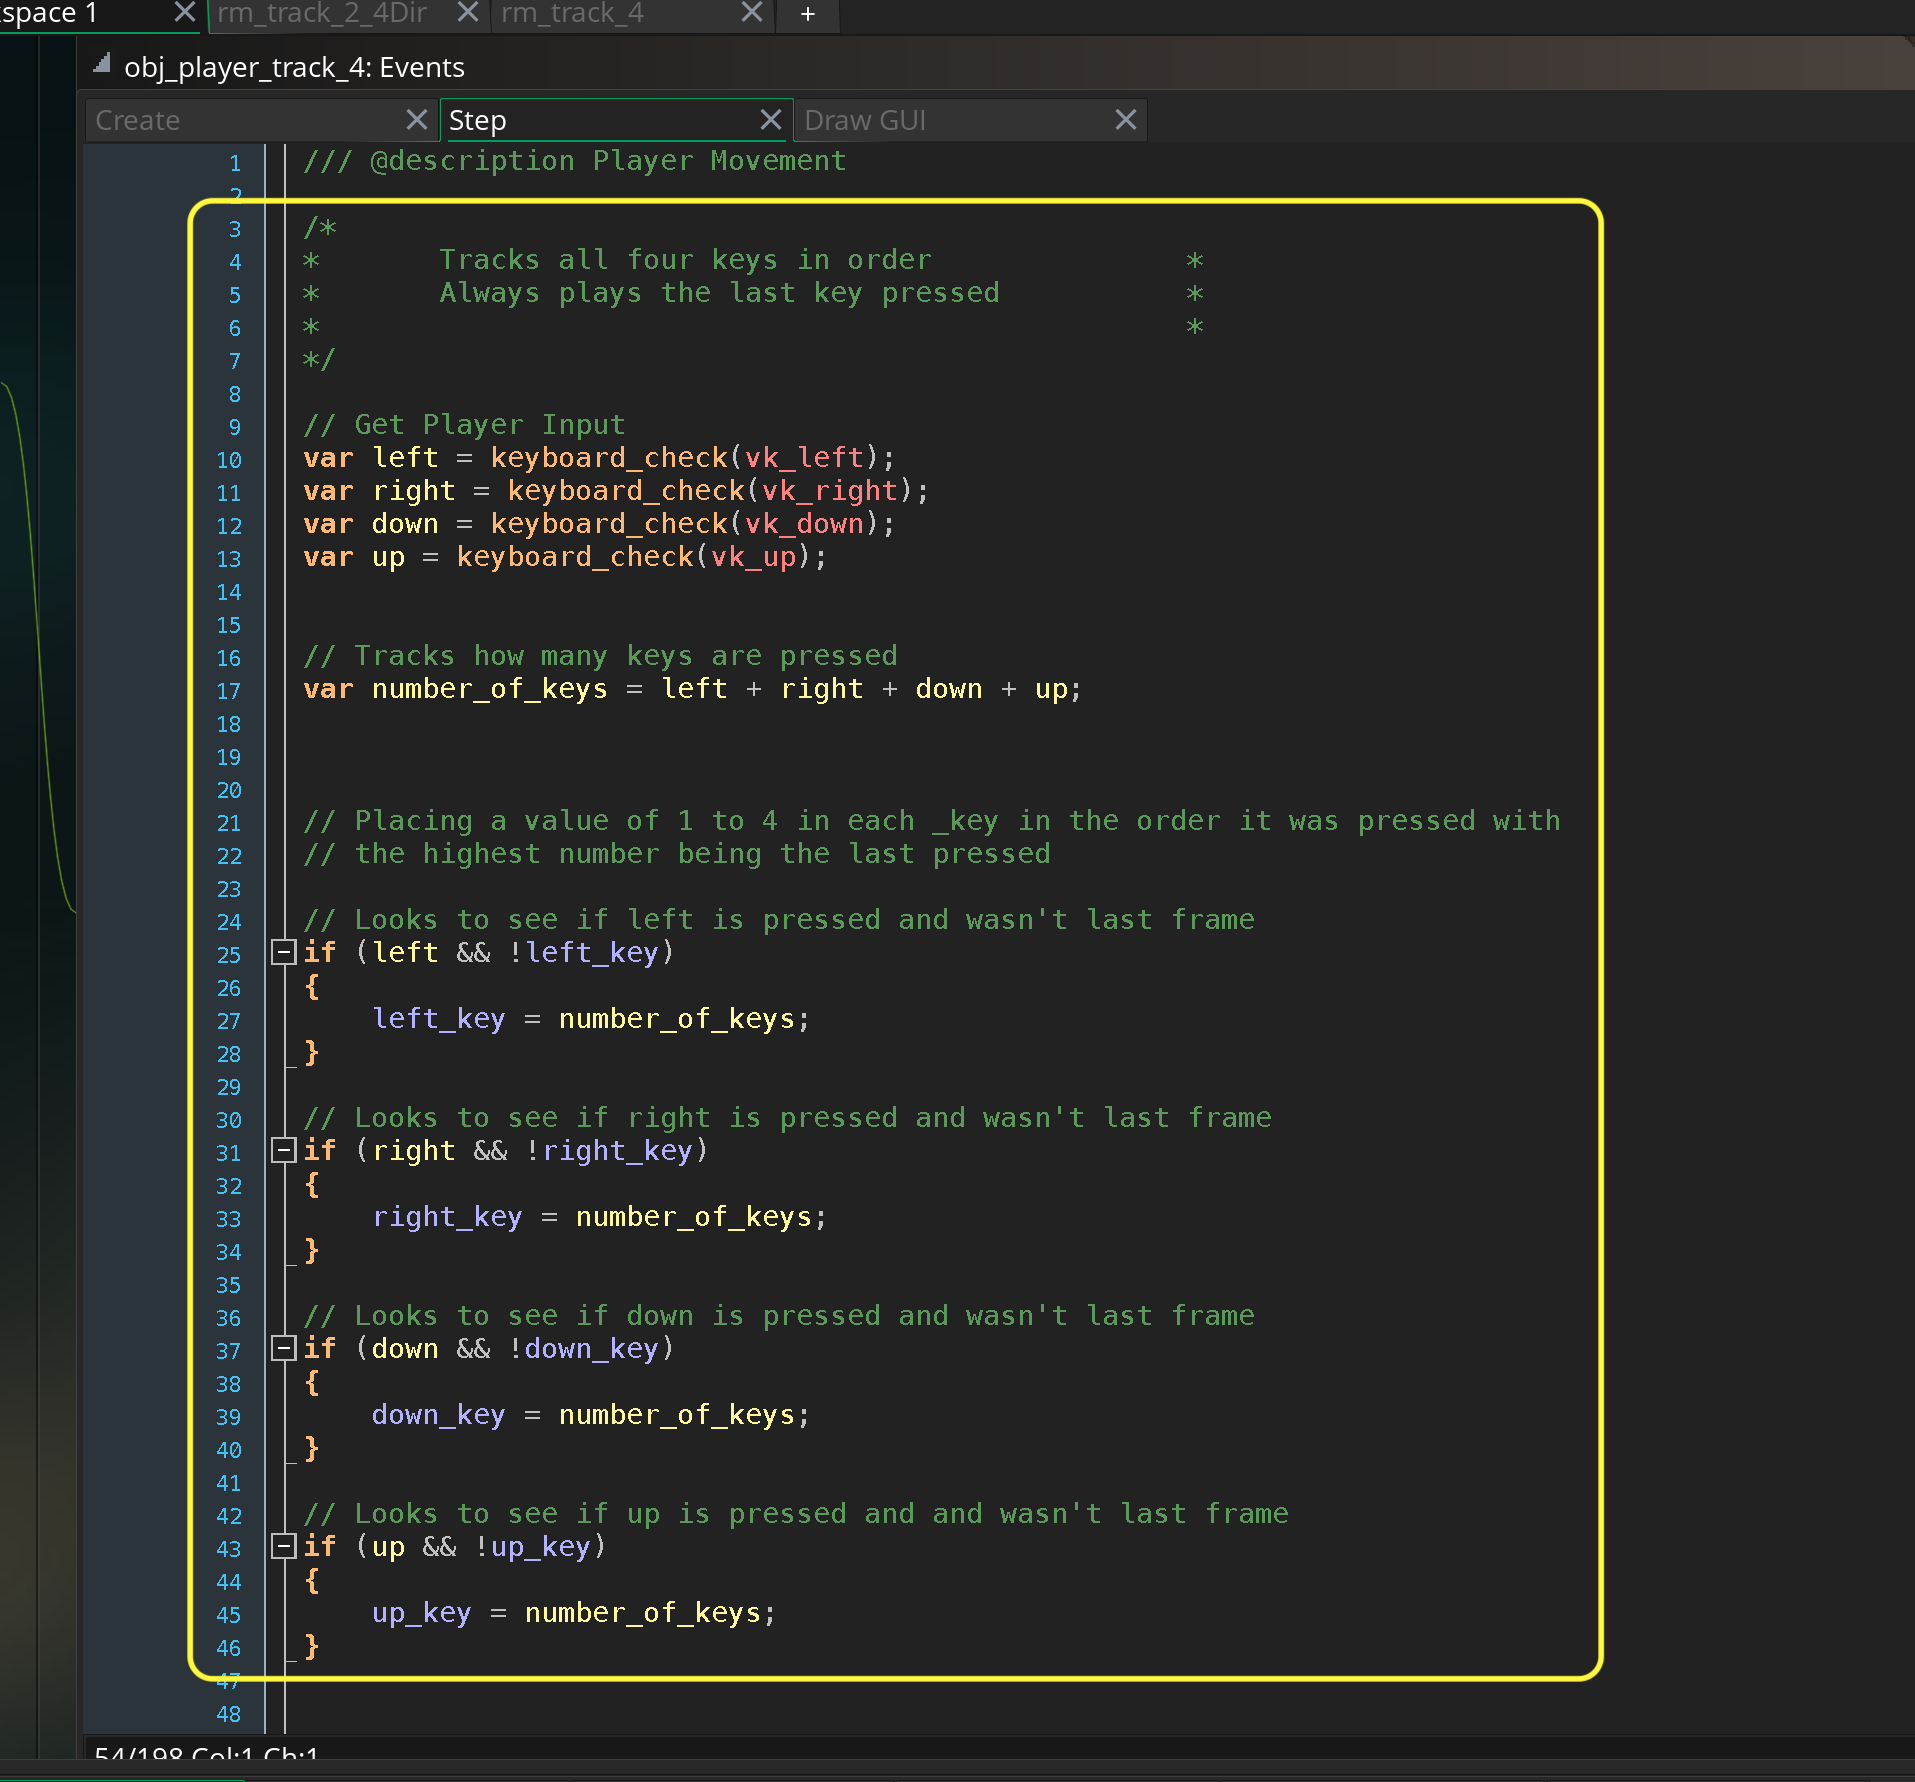 space 1 rm_track_2_4Dir rm_track_4 +
obj_player_track_4: Events
Create Step Draw GUI
1 /// @description Player Movement
2
3 /*
4 * Tracks all four keys in order *
5 * Always plays the last key pressed *
6 * *
7 */
8
9 // Get Player Input
10 var left = keyboard_check(vk_left);
11 var right = keyboard_check(vk_right);
12 var down = keyboard_check(vk_down);
13 var up = keyboard_check(vk_up);
14
15
16 // Tracks how many keys are pressed
17 var number_of_keys = left + right + down + up;
18
19
20
21 // Placing a value of 1 to 4 in each _key in the order it was pressed with
22 // the highest number being the last pressed
23
24 // Looks to see if left is pressed and wasn't last frame
25 if (left && !left_key)
26 {
27 left_key = number_of_keys;
28 }
29
30 // Looks to see if right is pressed and wasn't last frame
31 if (right && !right_key)
32 {
33 right_key = number_of_keys;
34 }
35
36 // Looks to see if down is pressed and wasn't last frame
37 if (down && !down_key)
38 {
39 down_key = number_of_keys;
40 }
41
42 // Looks to see if up is pressed and and wasn't last frame
43 if (up && !up_key)
44 {
45 up_key = number_of_keys;
46 }
47
48
54/198 Col:1 Ch:1